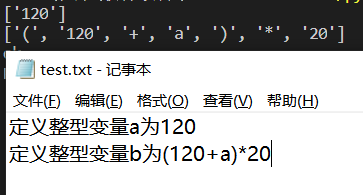 ['120']
['(', '120', '+', 'a', ')', '*', '20']
test.txt - 记事本
文件(F) 编辑(E) 格式(O) 查看(V) 帮助(H)
定义整型变量a为120
定义整型变量b为(120+a)*20